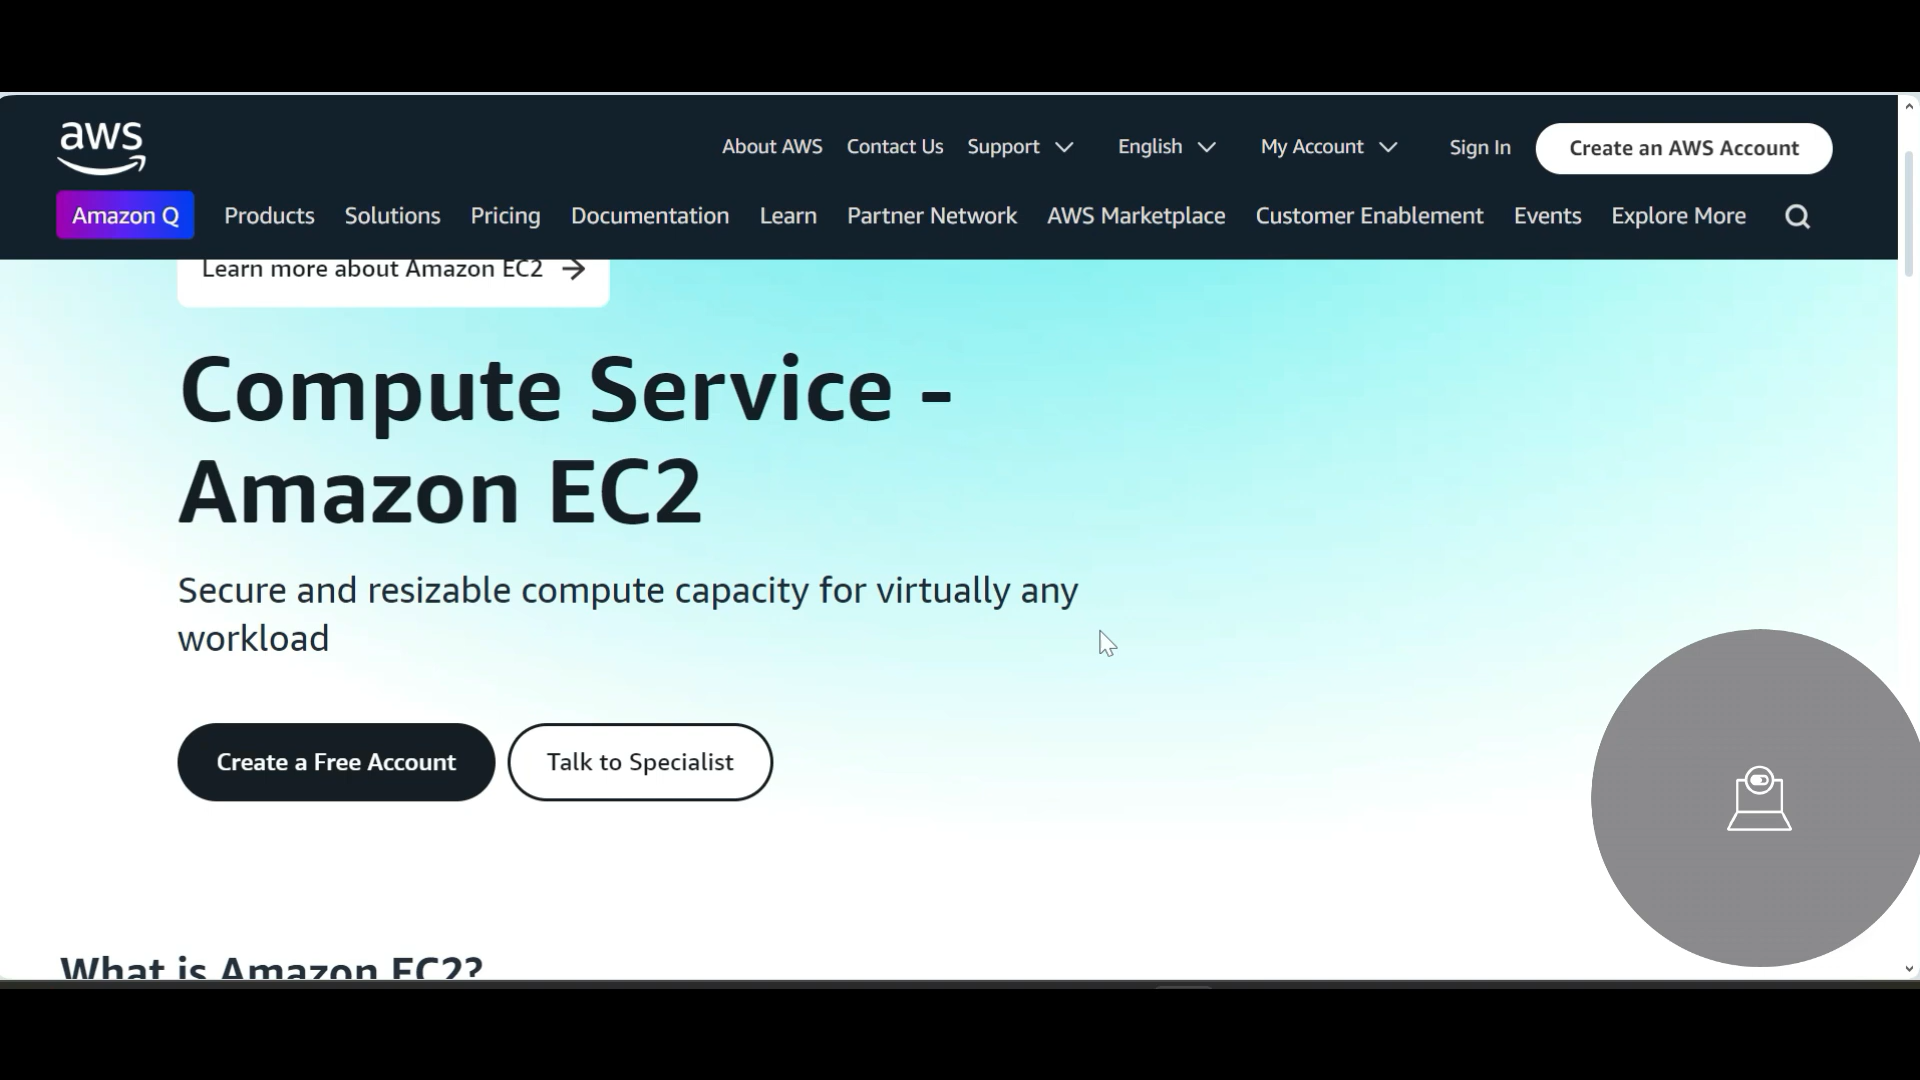 aws
About AWS Contact Us Support English My Account Sign In Create an AWS Account
Amazon Q Products Solutions Pricing Documentation Learn Partner Network AWS Marketplace Customer Enablement Events Explore More
Learn more about Amazon EC2
Compute Service -
Amazon EC2
Secure and resizable compute capacity for virtually any
workload
Create a Free Account Talk to Specialist
What is Amazon EC2?